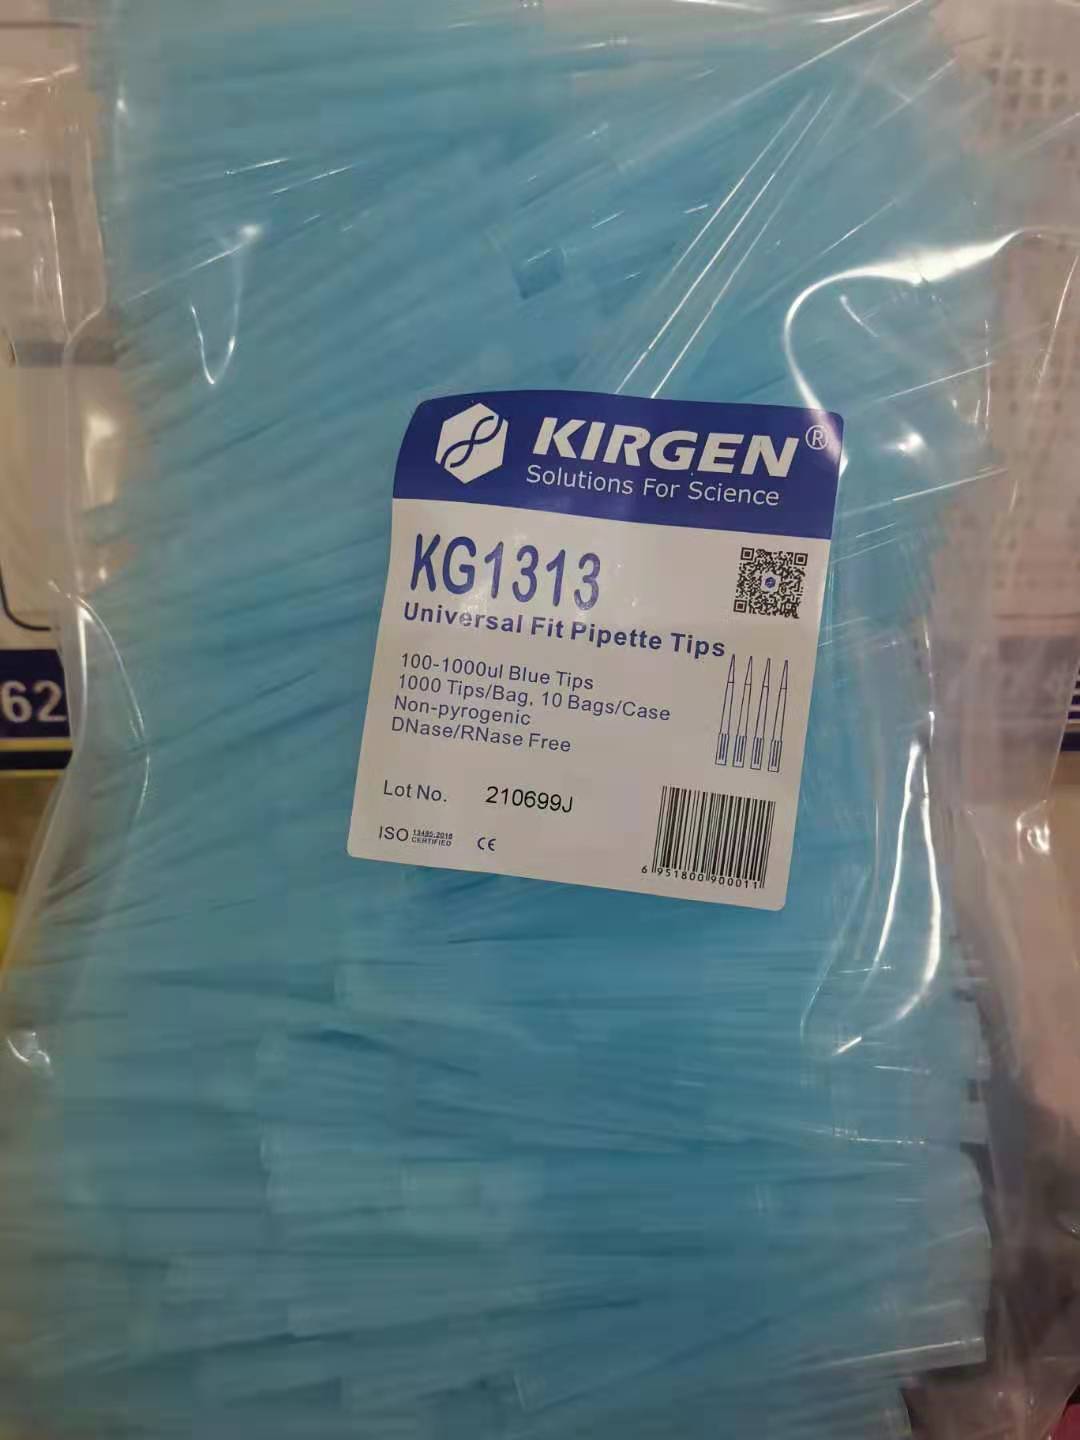 KIRGEN®
Solutions For Science
KG1313
Universal Fit Pipette Tips
100-1000ul Blue Tips
1000 Tips/Bag, 10 Bags/Case
Non-pyrogenic
DNase/RNase Free
Lot No. 210699J
ISO 13485:2016
CERTIFIED
CE
6 951800 900011
62